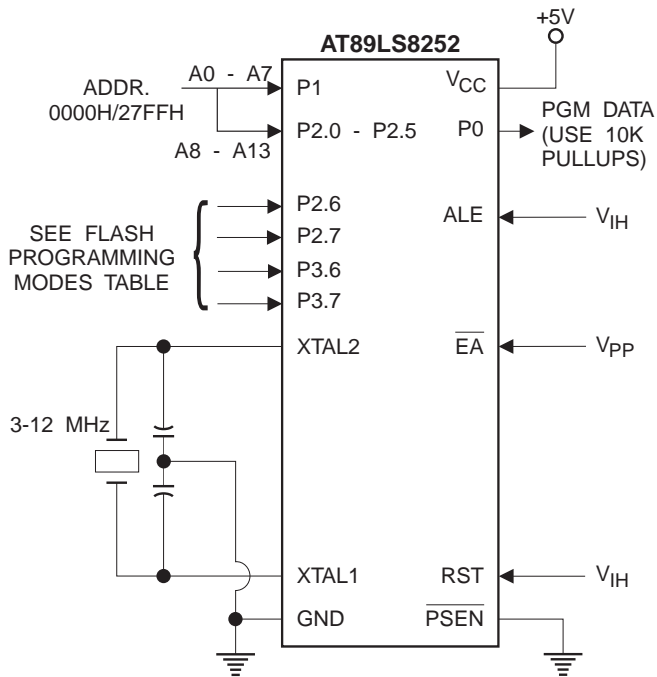 +5V
AT89LS8252
A0 - A7
ADDR.
0000H/27FFH
P1
VCC
P2.0 - P2.5
P0
PGM DATA
(USE 10K
PULLUPS)
A8 - A13
P2.6
ALE
VIH
SEE FLASH
PROGRAMMING
MODES TABLE
P2.7
P3.6
P3.7
XTAL2
EA
VPP
3-12 MHz
XTAL1
RST
VIH
GND
PSEN